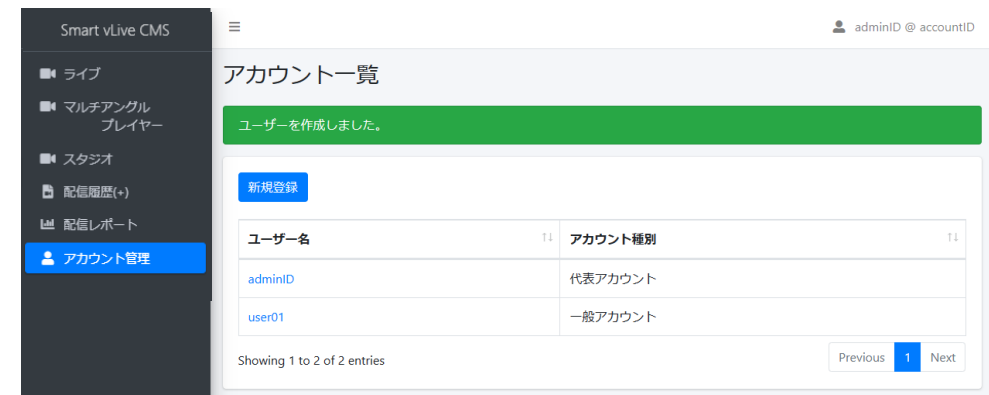 Smart vLive CMS
adminID @ accountID
ライブ
マルチアングル
プレイヤー
スタジオ
配信履歴(+)
配信レポート
アカウント管理
アカウント一覧
ユーザーを作成しました。
新規登録
ユーザー名 アカウント種別
adminID 代表アカウント
user01 一般アカウント
Showing 1 to 2 of 2 entries
Previous 1 Next